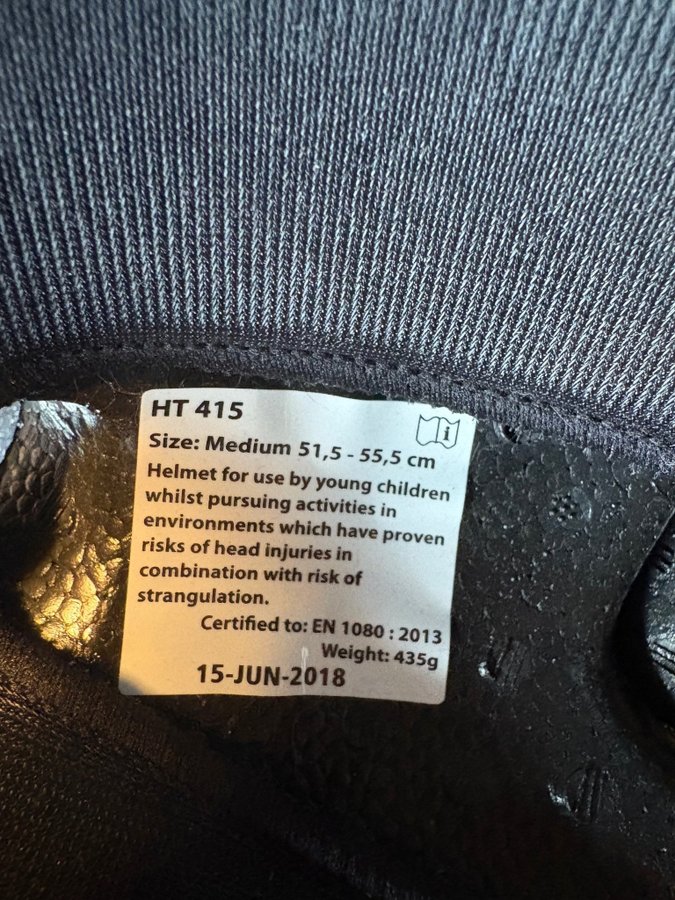 HT 415
Size: Medium 51,5 - 55,5 cm
Helmet for use by young children
whilst pursuing activities in
environments which have proven
risks of head injuries in
combination with risk of
strangulation.
Certified to: EN 1080 : 2013
Weight: 435g
15-JUN-2018